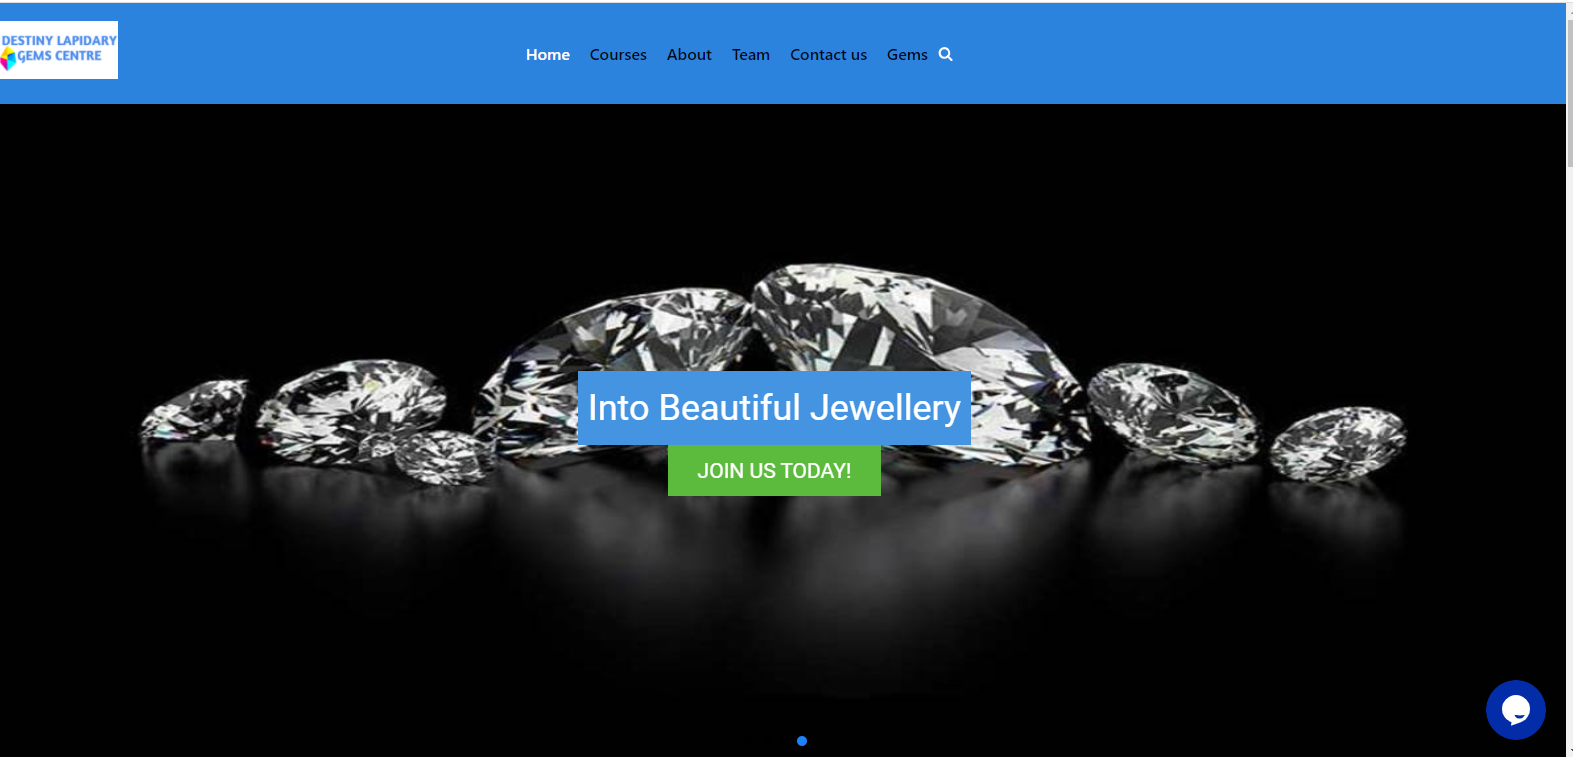 DESTINY LAPIDARY
GEMS CENTRE
Home Courses About Team Contact us Gems
Into Beautiful Jewellery
JOIN US TODAY!